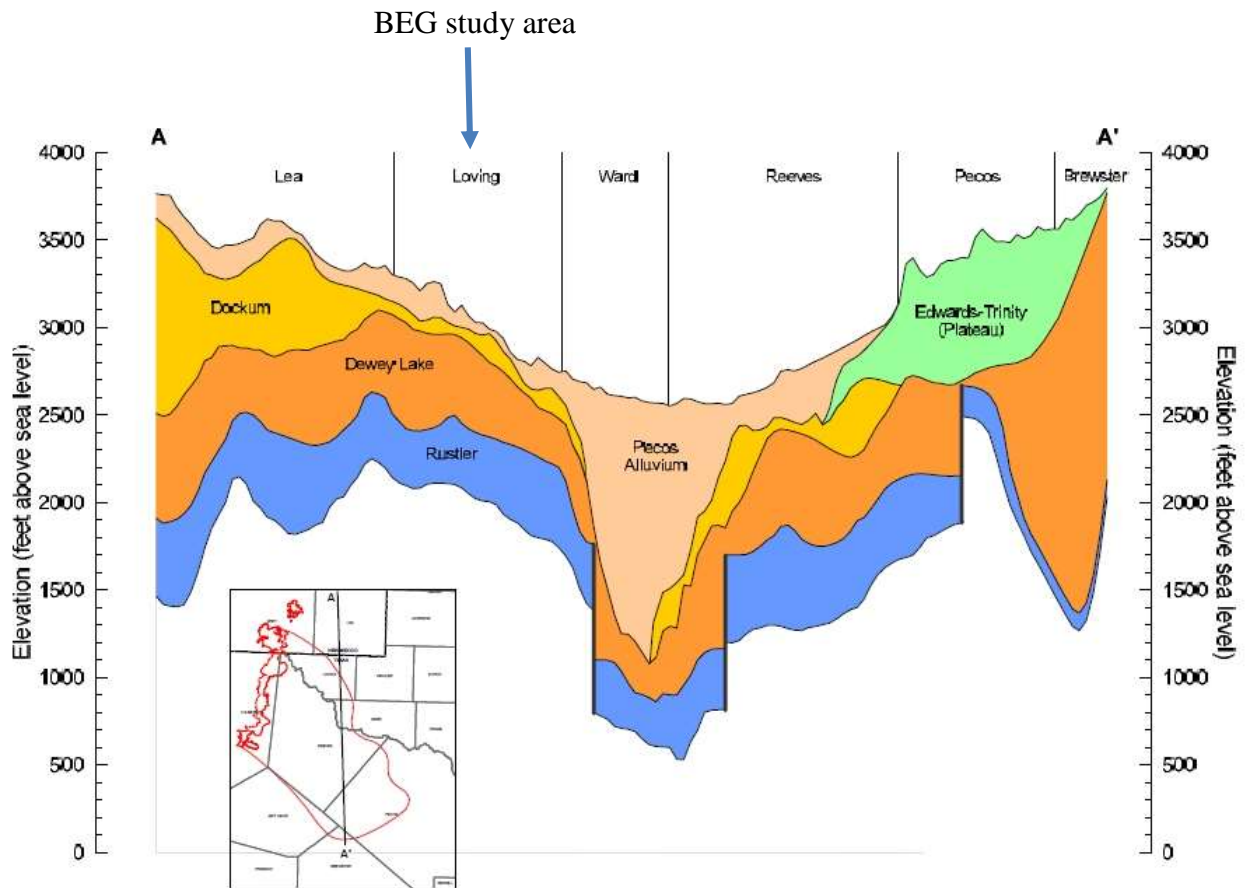 BEG study area
A
A'
4000
3500
3000
2500
2000
1500
1000
500
0
Elevation (feet above sea level)
Lea
Loving
Ward
Reeves
Pecos
Brewster
Dockum
Dewey Lake
Rustler
Pecos
Alluvium
Edwards-Trinity
(Plateau)
4000
3500
3000
2500
2000
1500
1000
500
0
Elevation (feet above sea level)
A
A'